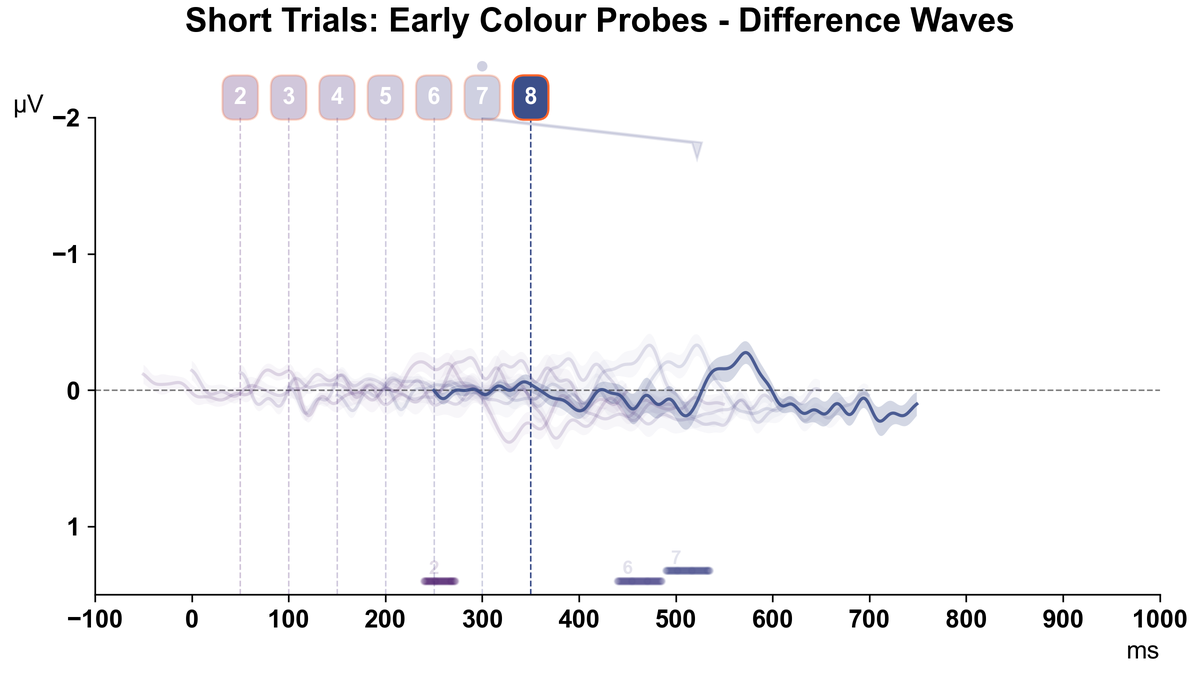 Short Trials: Early Colour Probes - Difference Waves
2 3 4 5 6 7 8
µV
−2
−1
0
1
2 6 7
−100 0 100 200 300 400 500 600 700 800 900 1000
ms